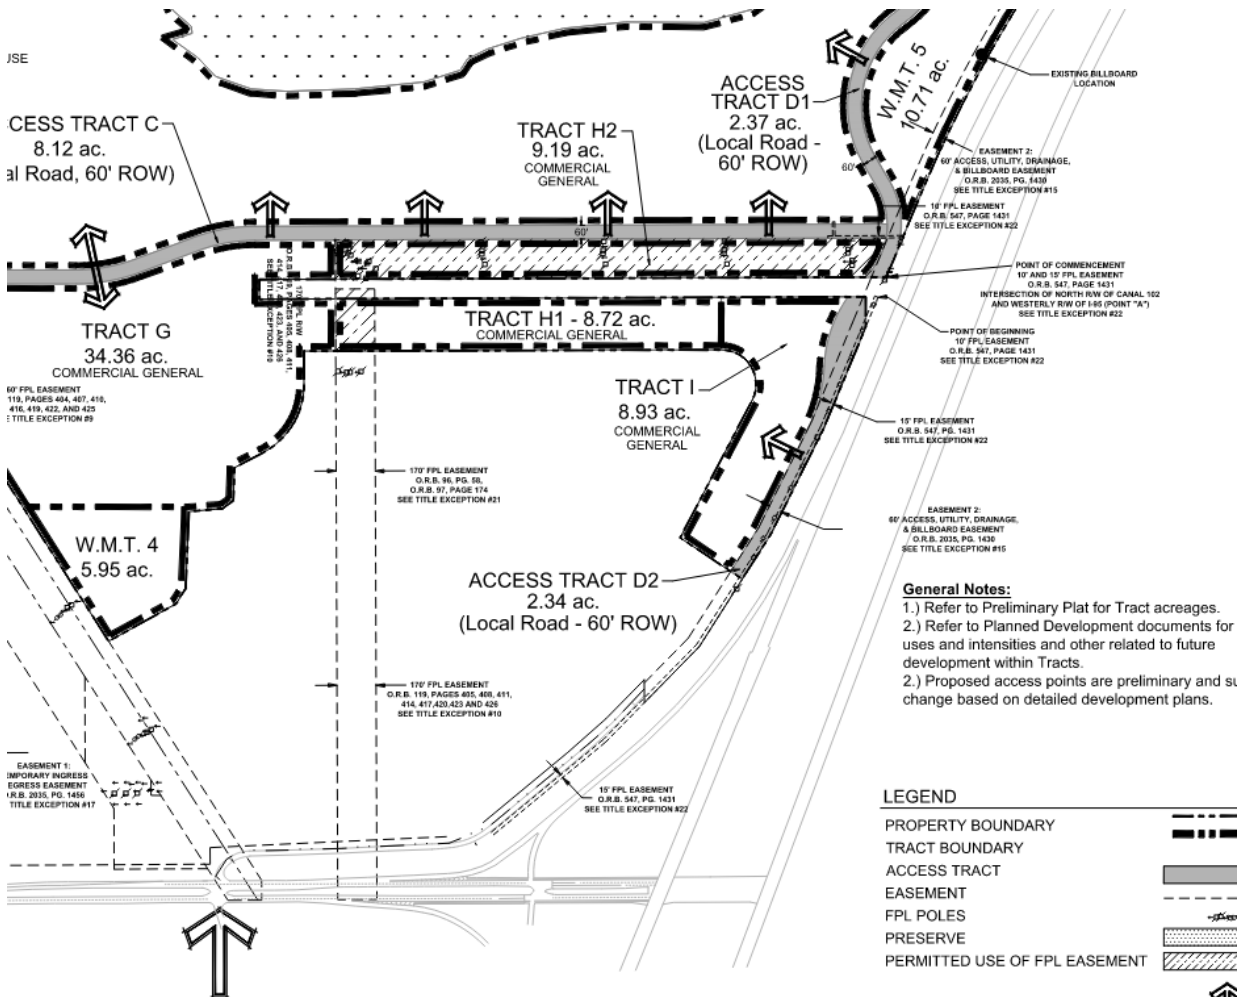 USE
CCESS TRACT C
8.12 ac.
al Road, 60' ROW)
TRACT H2
9.19 ac.
COMMERCIAL
GENERAL
ACCESS
TRACT D1
2.37 ac.
(Local Road -
60' ROW)
W.M.T. 5
10.71 ac.
EXISTING BILLBOARD
LOCATION
60'
EASEMENT 2:
60' ACCESS, UTILITY, DRAINAGE,
& BILLBOARD EASEMENT
O.R.B. 2035, PG. 1430
SEE TITLE EXCEPTION #15
10' FPL EASEMENT
O.R.B. 547, PAGE 1431
SEE TITLE EXCEPTION #22
60'
POINT OF COMMENCEMENT
10' AND 15' FPL EASEMENT
O.R.B. 547, PAGE 1431
INTERSECTION OF NORTH R/W OF CANAL 102
AND WESTERLY R/W OF I-95 (POINT "A")
SEE TITLE EXCEPTION #22
POINT OF BEGINNING
10' FPL EASEMENT
O.R.B. 547, PAGE 1431
SEE TITLE EXCEPTION #22
TRACT G
34.36 ac.
COMMERCIAL GENERAL
TRACT H1 - 8.72 ac.
COMMERCIAL GENERAL
SEE TITLE EXCEPTION #10
60' FPL EASEMENT
119, PAGES 404, 407, 410,
416, 419, 422, AND 425
E TITLE EXCEPTION #9
TRACT I
8.93 ac.
COMMERCIAL
GENERAL
15' FPL EASEMENT
O.R.B. 547, PG. 1431
SEE TITLE EXCEPTION #22
170' FPL EASEMENT
O.R.B. 96, PG. 58,
O.R.B. 97, PAGE 174
SEE TITLE EXCEPTION #21
EASEMENT 2:
60' ACCESS, UTILITY, DRAINAGE,
& BILLBOARD EASEMENT
O.R.B. 2035, PG. 1430
SEE TITLE EXCEPTION #15
W.M.T. 4
5.95 ac.
ACCESS TRACT D2
2.34 ac.
(Local Road - 60' ROW)
General Notes:
1.) Refer to Preliminary Plat for Tract acreages.
2.) Refer to Planned Development documents for
uses and intensities and other related to future
development within Tracts.
2.) Proposed access points are preliminary and su
change based on detailed development plans.
170' FPL EASEMENT
O.R.B. 119, PAGES 405, 408, 411,
414, 417,420,423 AND 426
SEE TITLE EXCEPTION #10
EASEMENT 1:
EMPORARY INGRESS
EGRESS EASEMENT
.R.B. 2035, PG. 1456
TITLE EXCEPTION #17
15' FPL EASEMENT
O.R.B. 547, PG. 1431
SEE TITLE EXCEPTION #22
LEGEND
PROPERTY BOUNDARY
TRACT BOUNDARY
ACCESS TRACT
EASEMENT
FPL POLES
PRESERVE
PERMITTED USE OF FPL EASEMENT